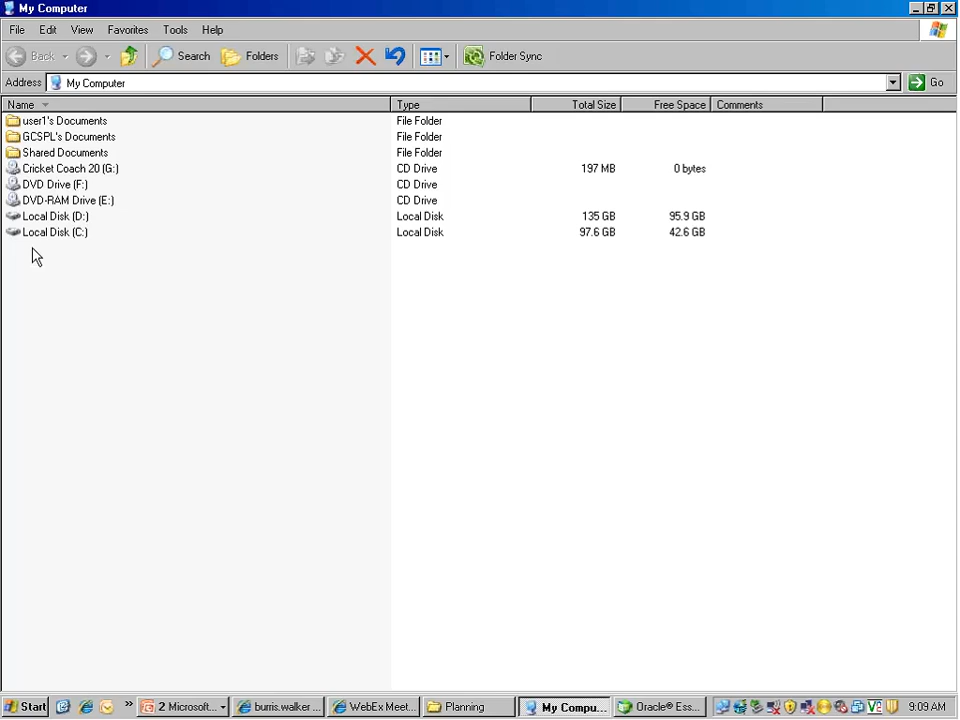 My Computer
File Edit View Favorites Tools Help
Back Search Folders Folder Sync
Address My Computer Go
Name Type Total Size Free Space Comments
user1's Documents File Folder
GCSPL's Documents File Folder
Shared Documents File Folder
Cricket Coach 20 (G:) CD Drive 197 MB 0 bytes
DVD Drive (F:) CD Drive
DVD-RAM Drive (E:) CD Drive
Local Disk (D:) Local Disk 135 GB 95.9 GB
Local Disk (C:) Local Disk 97.6 GB 42.6 GB
Start » 2 Microsoft... burris.walker ... WebEx Meet... Planning My Compu... Oracle® Ess... 9:09 AM